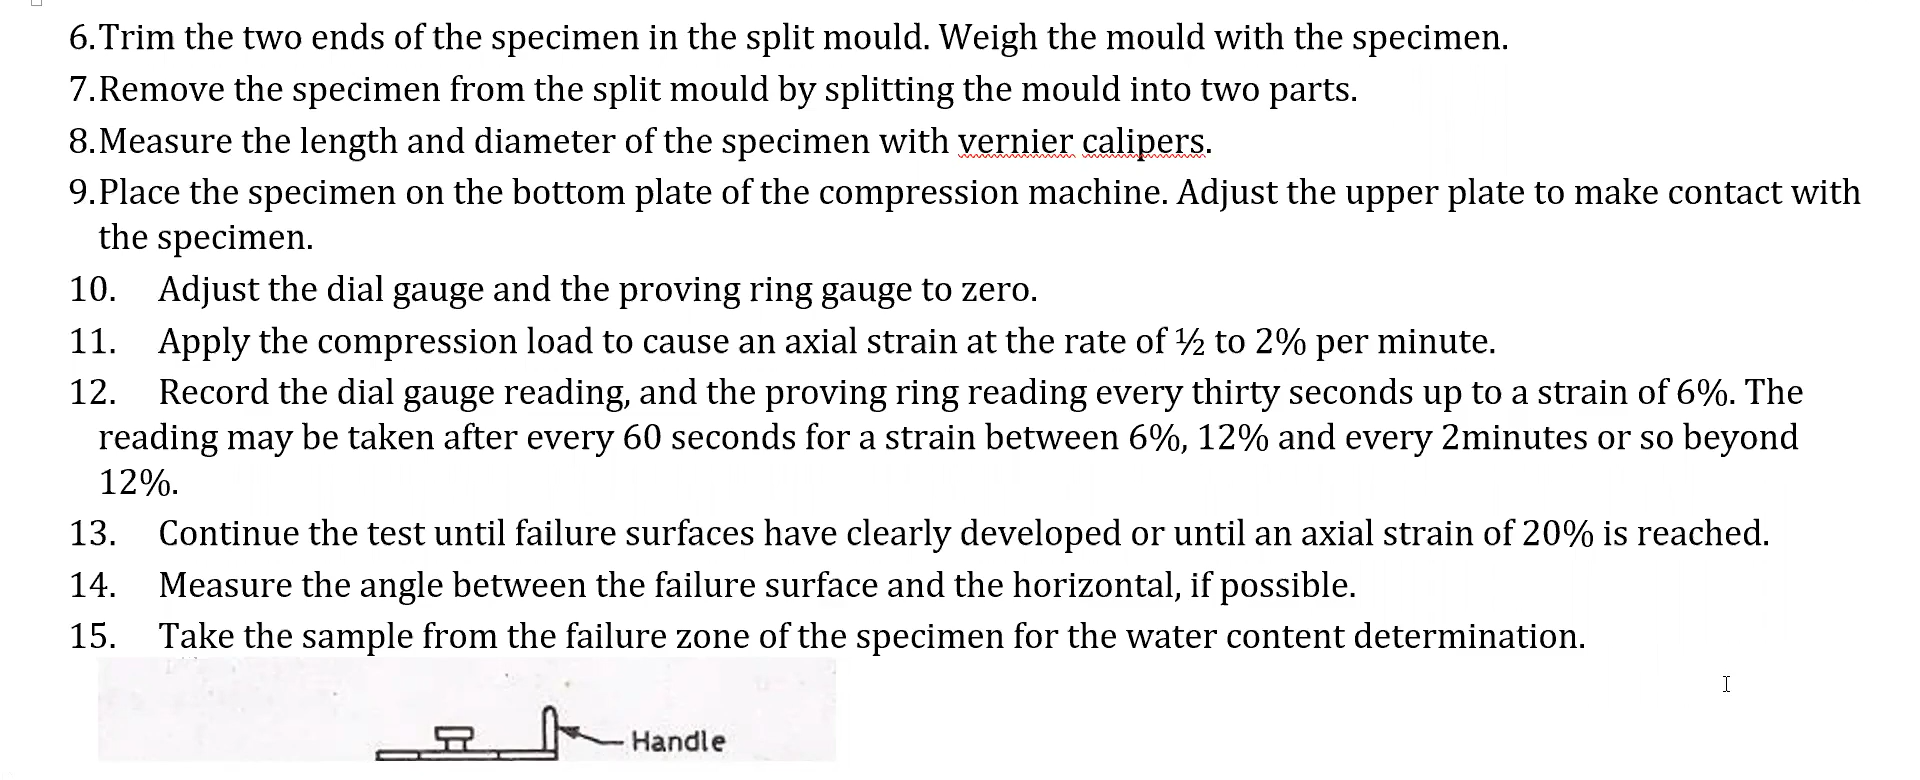 6.Trim the two ends of the specimen in the split mould. Weigh the mould with the specimen.
7.Remove the specimen from the split mould by splitting the mould into two parts.
8.Measure the length and diameter of the specimen with vernier calipers.
9.Place the specimen on the bottom plate of the compression machine. Adjust the upper plate to make contact with
the specimen.
10. Adjust the dial gauge and the proving ring gauge to zero.
11. Apply the compression load to cause an axial strain at the rate of ½ to 2% per minute.
12. Record the dial gauge reading, and the proving ring reading every thirty seconds up to a strain of 6%. The
reading may be taken after every 60 seconds for a strain between 6%, 12% and every 2minutes or so beyond
12%.
13. Continue the test until failure surfaces have clearly developed or until an axial strain of 20% is reached.
14. Measure the angle between the failure surface and the horizontal, if possible.
15. Take the sample from the failure zone of the specimen for the water content determination.
Handle